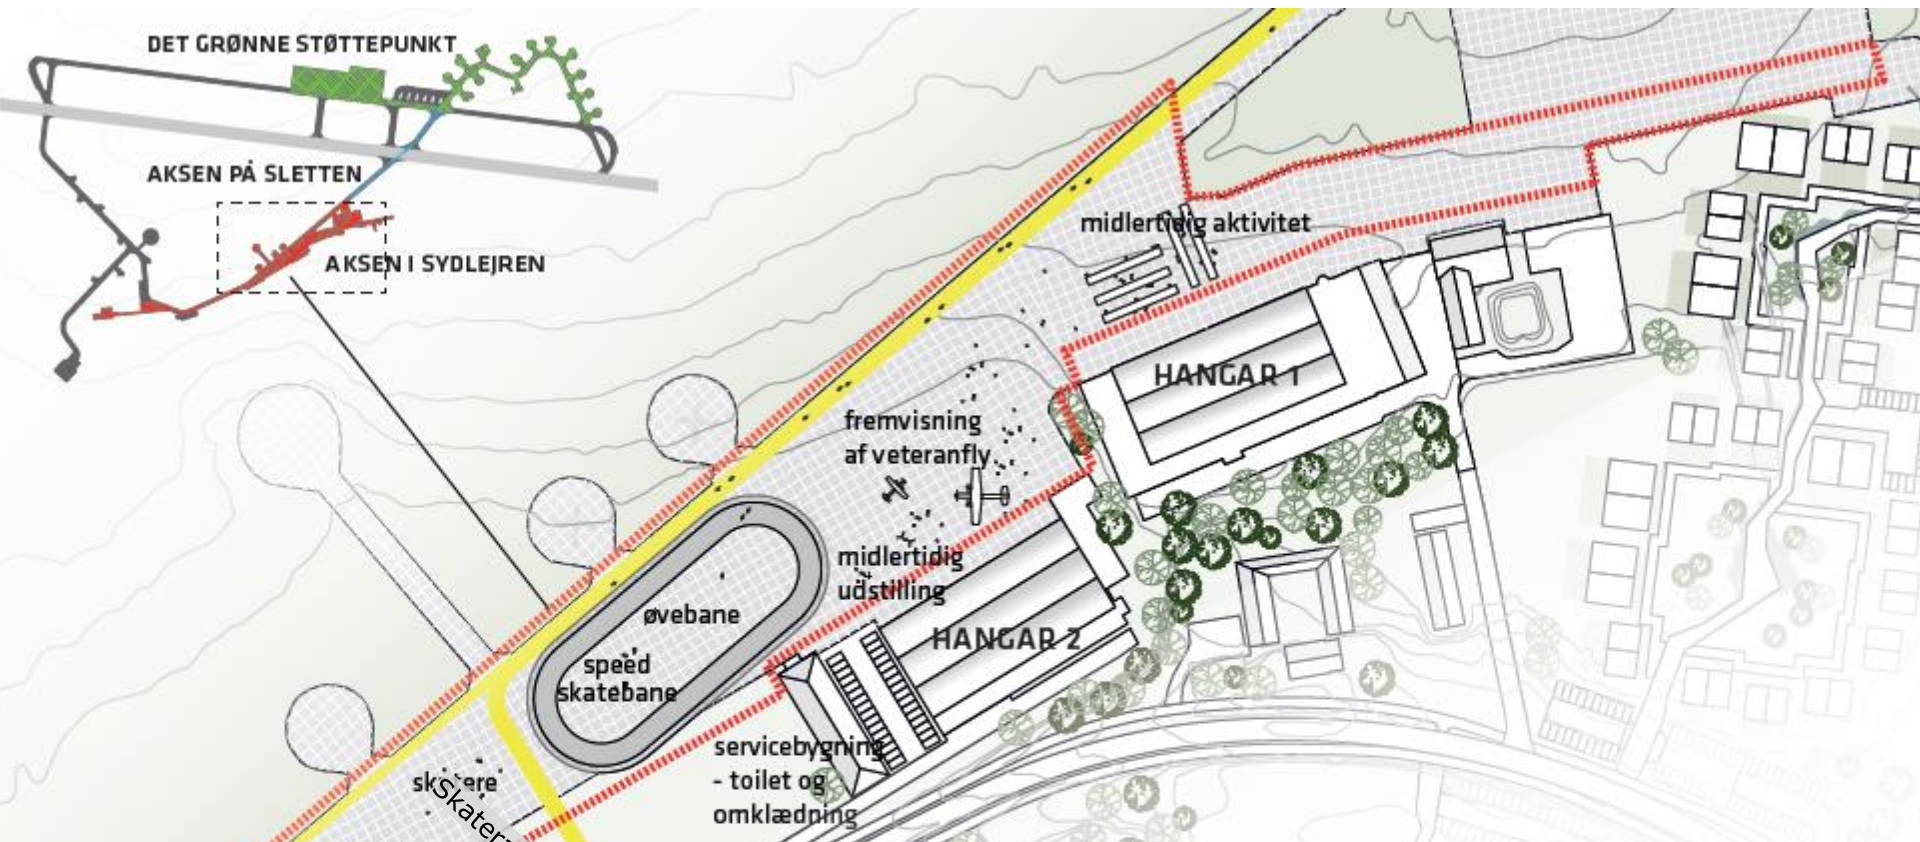 DET GRØNNE STØTTEPUNKT
AKSEN PÅ SLETTEN
AKSEN I SYDLEJREN
midlertidig aktivitet
HANGAR 1
fremvisning
af veteranfly
midlertidig
udstilling
øvebane
HANGAR 2
speed
skatebane
servicebygning
- toilet og
omklædning
skatere